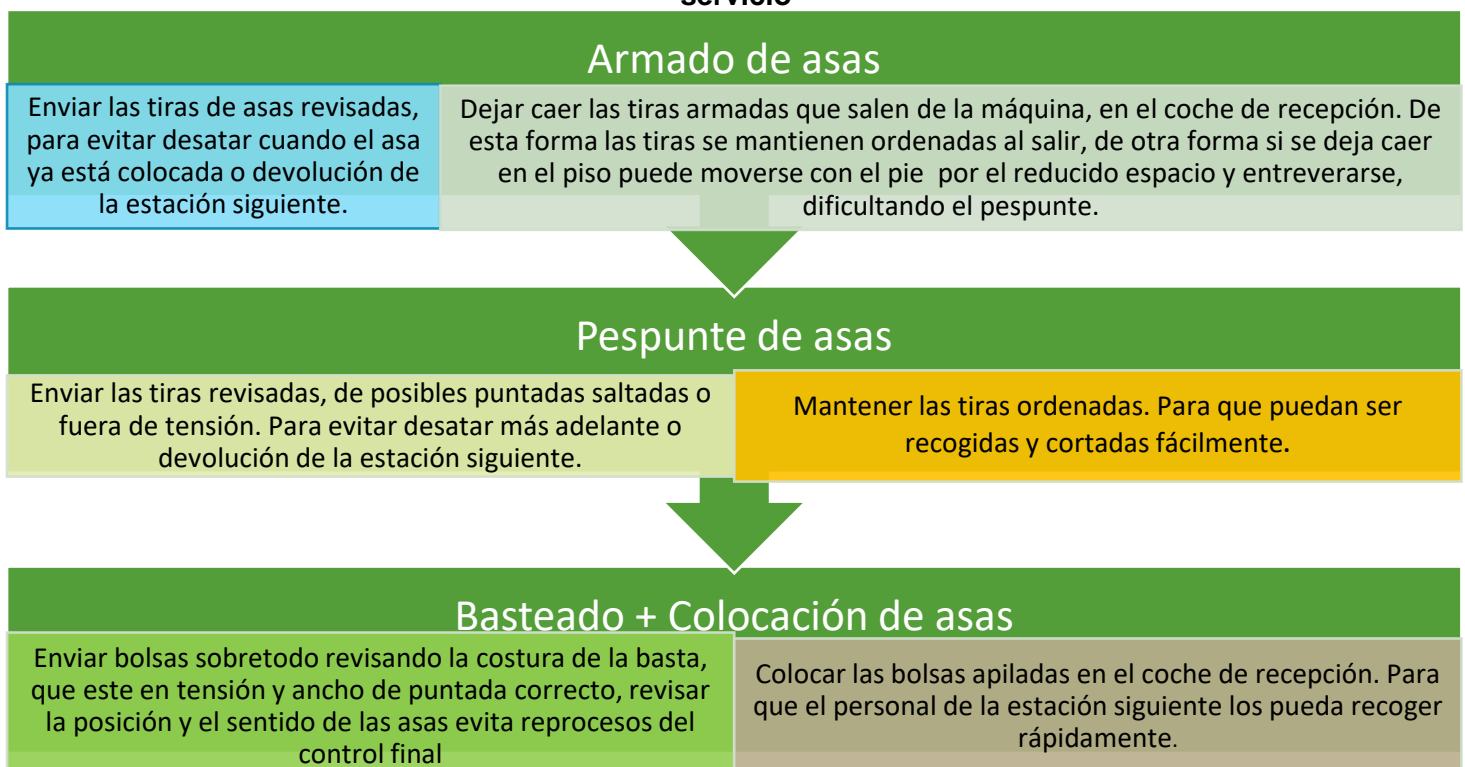 servicio
Armado de asas
Enviar las tiras de asas revisadas,
para evitar desatar cuando el asa
ya está colocada o devolución de
la estación siguiente.
Dejar caer las tiras armadas que salen de la máquina, en el coche de recepción. De
esta forma las tiras se mantienen ordenadas al salir, de otra forma si se deja caer
en el piso puede moverse con el pie por el reducido espacio y entreverarse,
dificultando el pespunte.
Pespunte de asas
Enviar las tiras revisadas, de posibles puntadas saltadas o
fuera de tensión. Para evitar desatar más adelante o
devolución de la estación siguiente.
Mantener las tiras ordenadas. Para que puedan ser
recogidas y cortadas fácilmente.
Basteado + Colocación de asas
Enviar bolsas sobretodo revisando la costura de la basta,
que este en tensión y ancho de puntada correcto, revisar
la posición y el sentido de las asas evita reprocesos del
control final
Colocar las bolsas apiladas en el coche de recepción. Para
que el personal de la estación siguiente los pueda recoger
rápidamente.